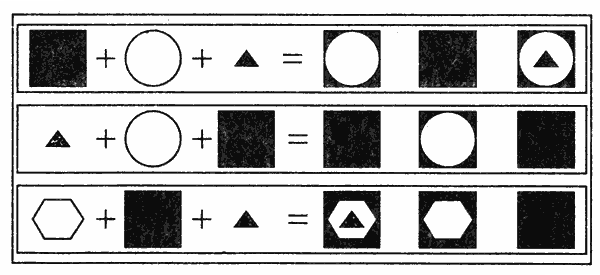 + + =
+ + =
+ + =